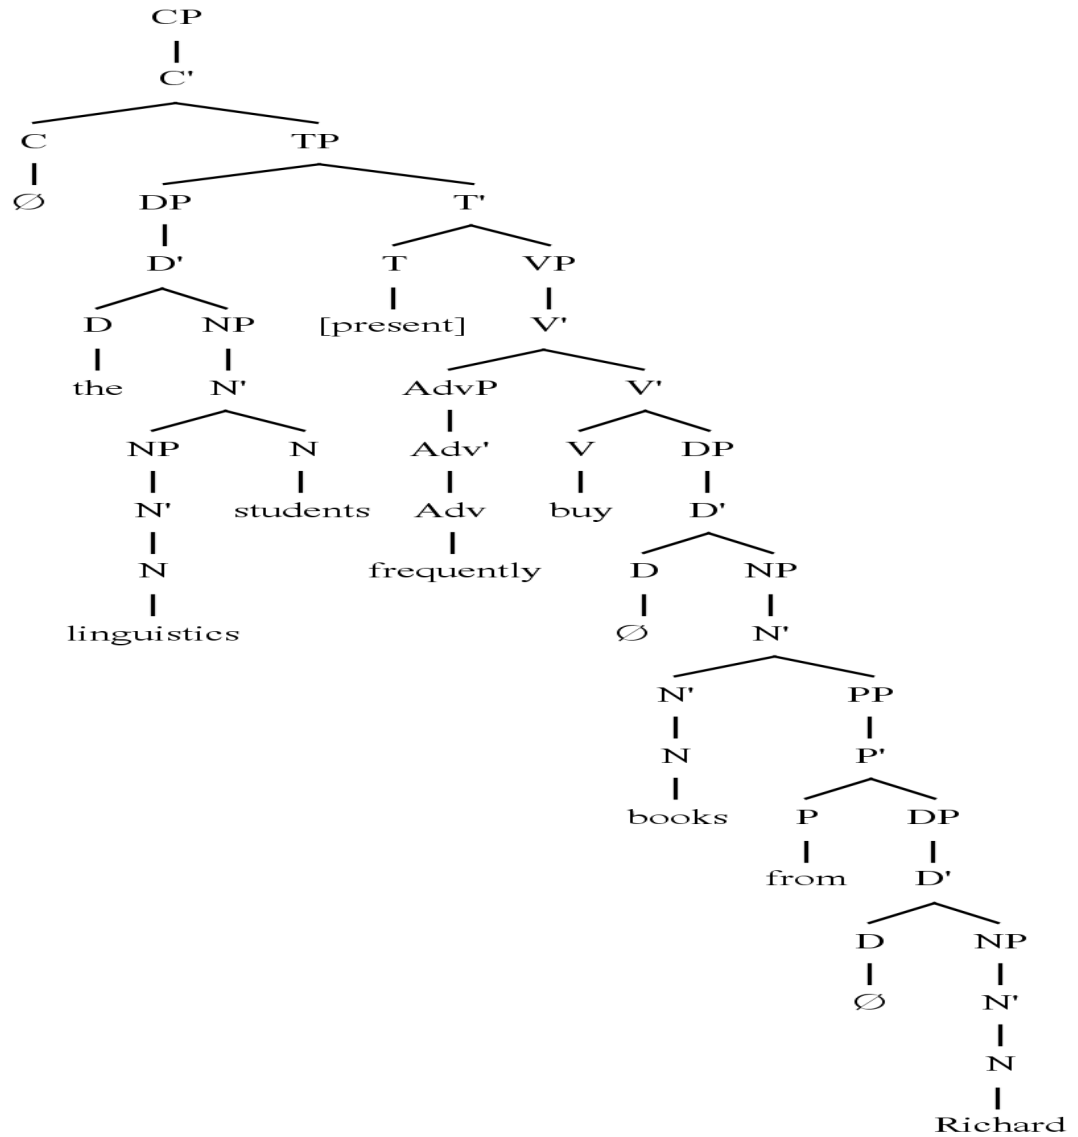 CP
C'
C TP
Ø DP T'
D' T VP
D NP [present] V'
the N' AdvP V'
NP N Adv' V DP
N' students Adv buy D'
N frequently D NP
linguistics Ø N'
N' PP
N P'
books P DP
from D'
D NP
Ø N'
N
Richard